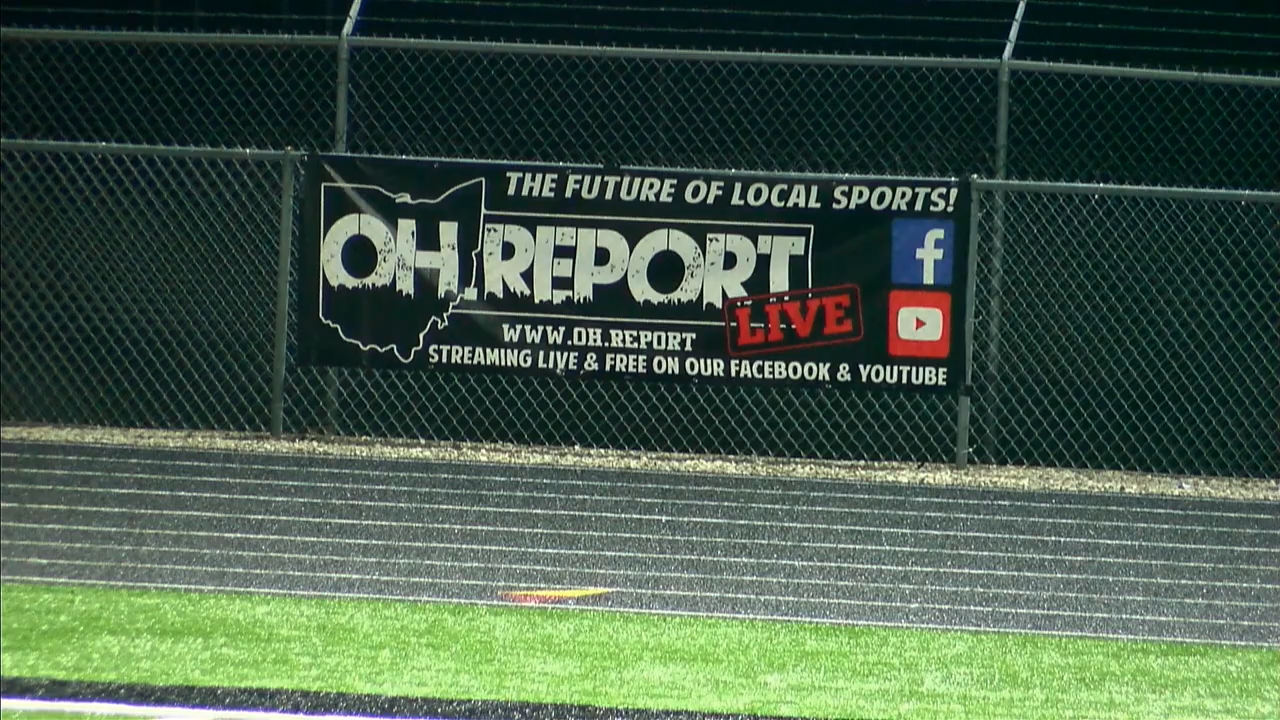 THE FUTURE OF LOCAL SPORTS!
OH.REPORT
LIVE
WWW.OH.REPORT
STREAMING LIVE & FREE ON OUR FACEBOOK & YOUTUBE